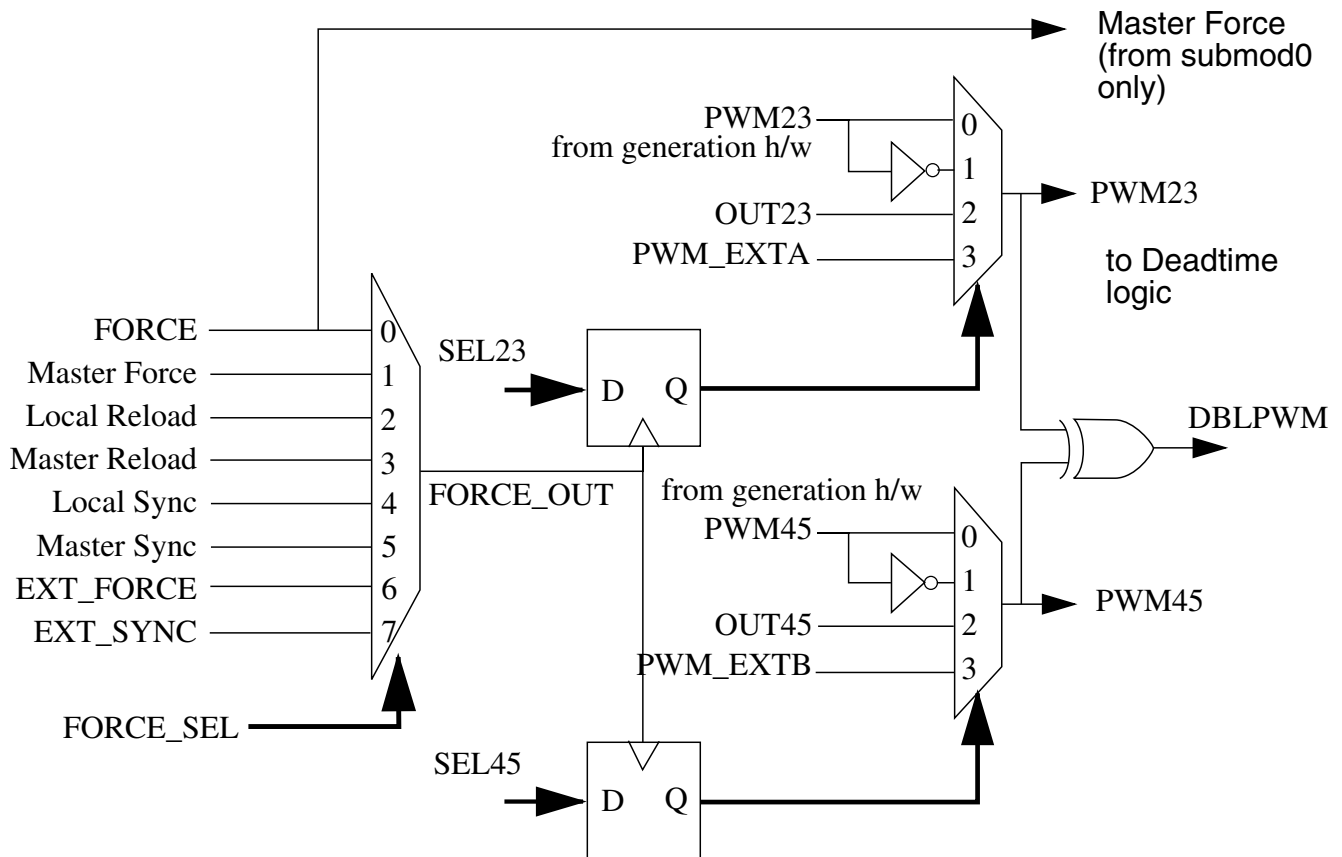 Master Force
(from submod0
only)
PWM23
from generation h/w
0
1
OUT23
2
PWM_EXTA
3
PWM23
to Deadtime
logic
FORCE
0
Master Force
1
Local Reload
2
Master Reload
3
Local Sync
4
Master Sync
5
EXT_FORCE
6
EXT_SYNC
7
FORCE_SEL
FORCE_OUT
SEL23
D Q
DBLPWM
from generation h/w
PWM45
0
1
OUT45
2
PWM_EXTB
3
PWM45
SEL45
D Q